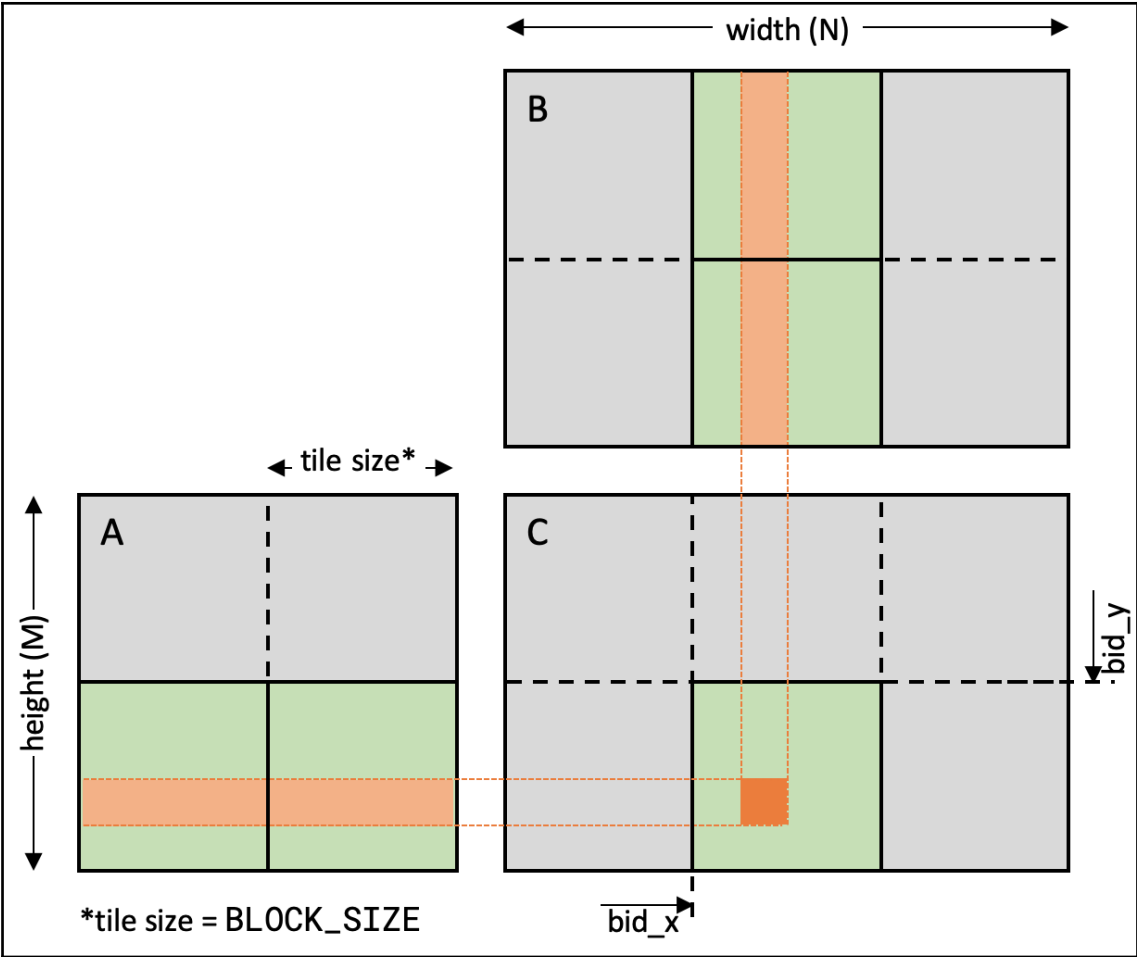 width (N)
B
tile size*
A
C
height (M)
bid_y
bid_x
*tile size = BLOCK_SIZE